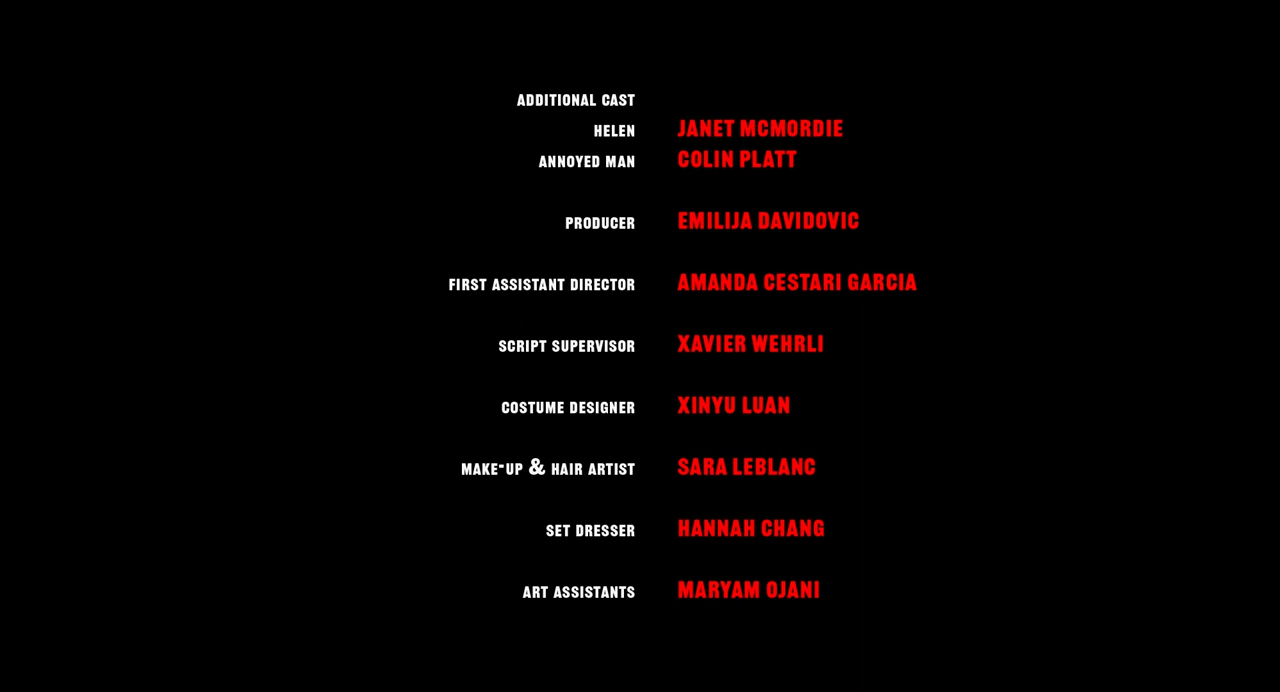 ADDITIONAL CAST
HELEN JANET MCMORDIE
ANNOYED MAN COLIN PLATT
PRODUCER EMILIJA DAVIDOVIC
FIRST ASSISTANT DIRECTOR AMANDA CESTARI GARCIA
SCRIPT SUPERVISOR XAVIER WEHRLI
COSTUME DESIGNER XINYU LUAN
MAKE-UP & HAIR ARTIST SARA LEBLANC
SET DRESSER HANNAH CHANG
ART ASSISTANTS MARYAM OJANI